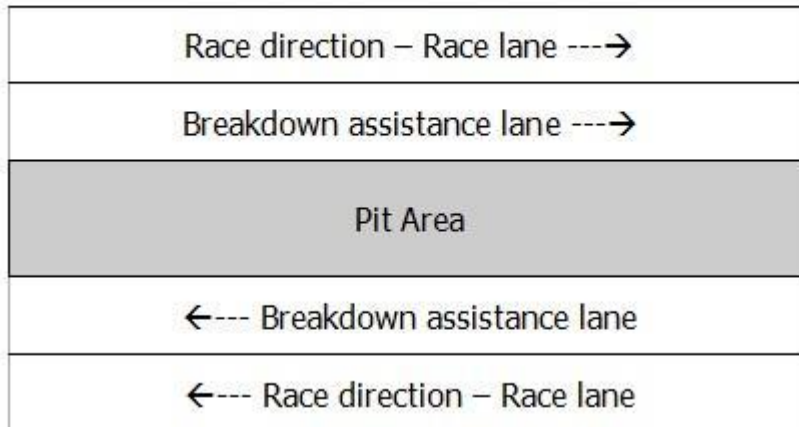 Race direction – Race lane ---→
Breakdown assistance lane ---→
Pit Area
←--- Breakdown assistance lane
←--- Race direction – Race lane